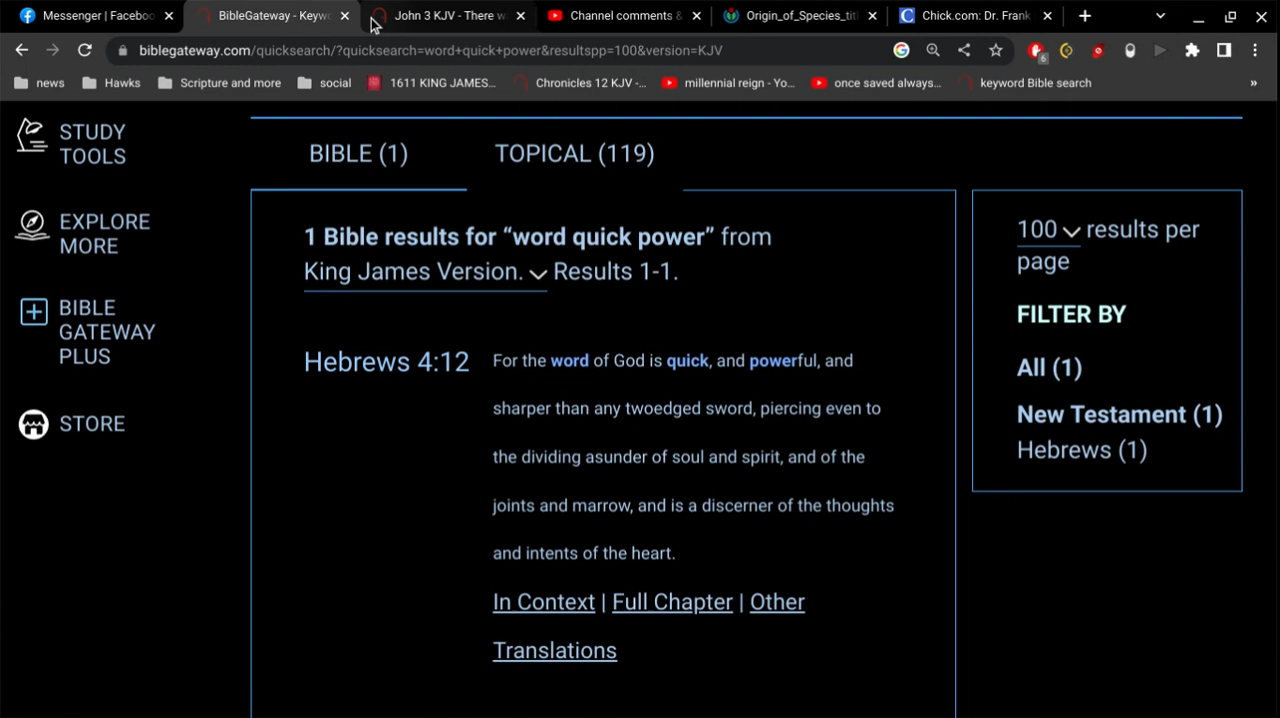 Messenger | Faceboo
BibleGateway - Keywo
John 3 KJV - There w
Channel comments &
Origin_of_Species_titl
Chick.com: Dr. Frank
biblegateway.com/quicksearch/?quicksearch=word+quick+power&resultspp=100&version=KJV
6
news
Hawks
Scripture and more
social
1611 KING JAMES...
Chronicles 12 KJV -...
millennial reign - Yo...
once saved always...
keyword Bible search
»
STUDY
TOOLS
EXPLORE
MORE
BIBLE
GATEWAY
PLUS
STORE
BIBLE (1)
TOPICAL (119)
1 Bible results for “word quick power” from
King James Version. Results 1-1.
Hebrews 4:12
For the word of God is quick, and powerful, and
sharper than any twoedged sword, piercing even to
the dividing asunder of soul and spirit, and of the
joints and marrow, and is a discerner of the thoughts
and intents of the heart.
In Context | Full Chapter | Other
Translations
100 results per
page
FILTER BY
All (1)
New Testament (1)
Hebrews (1)